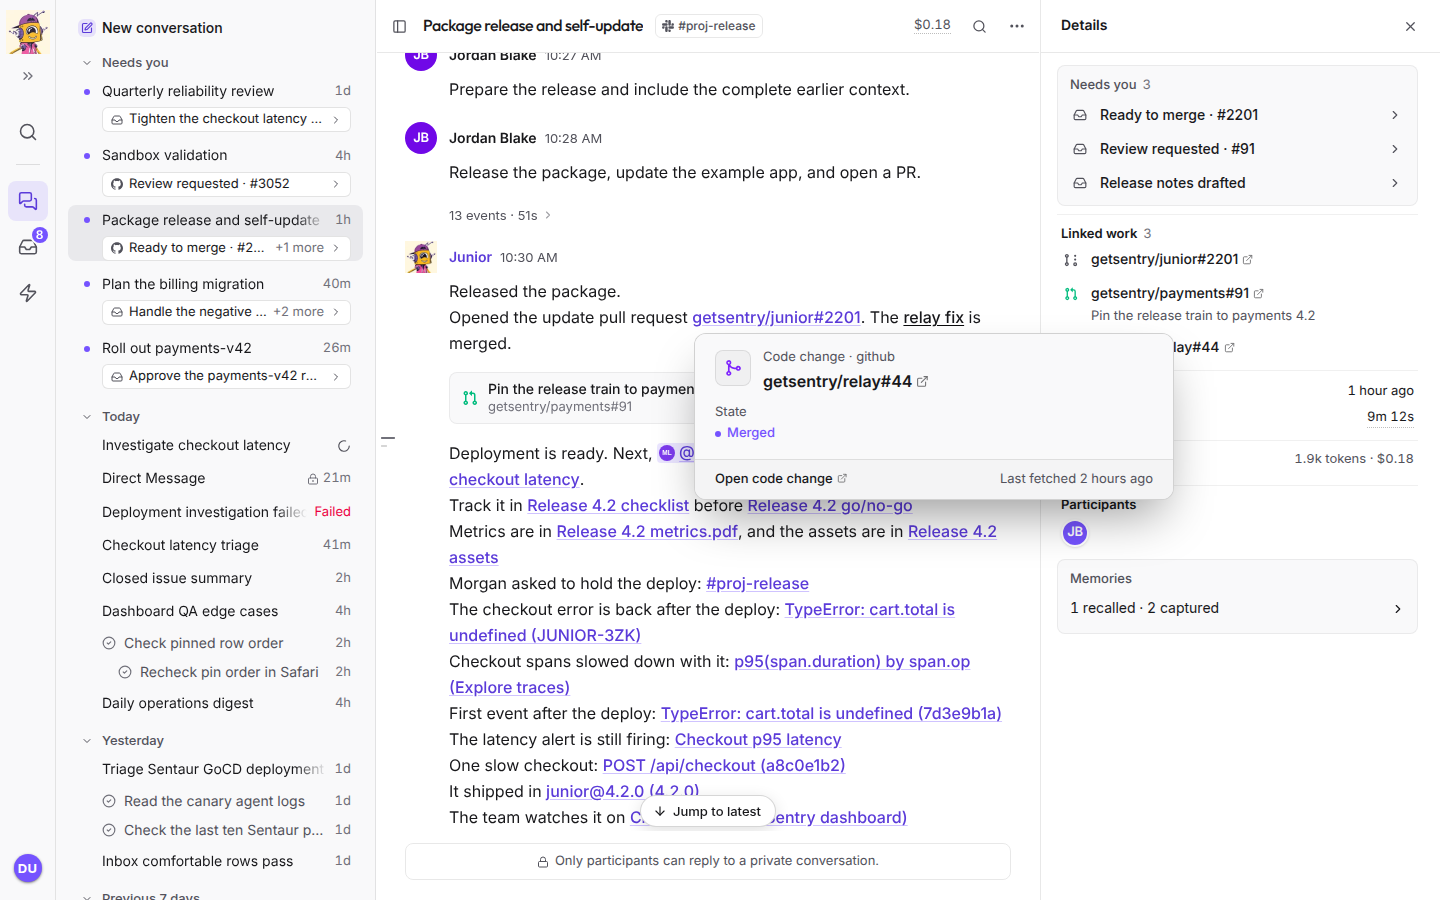 New conversation
Needs you
Quarterly reliability review 1d
Tighten the checkout latency ...
Sandbox validation 4h
Review requested · #3052
Package release and self-update 1h
Ready to merge · #2... +1 more
Plan the billing migration 40m
Handle the negative ... +2 more
Roll out payments-v42 26m
Approve the payments-v42 r...
Today
Investigate checkout latency
Direct Message 21m
Deployment investigation failed Failed
Checkout latency triage 41m
Closed issue summary 2h
Dashboard QA edge cases 4h
Check pinned row order 2h
Recheck pin order in Safari 2h
Daily operations digest 4h
Yesterday
Triage Sentaur GoCD deployment 1d
Read the canary agent logs 1d
Check the last ten Sentaur p... 1d
Inbox comfortable rows pass 1d
Previous 7 days
8
DU
Package release and self-update #proj-release $0.18
JB Jordan Blake 10:27 AM
Prepare the release and include the complete earlier context.
JB Jordan Blake 10:28 AM
Release the package, update the example app, and open a PR.
13 events · 51s
Junior 10:30 AM
Released the package.
Opened the update pull request getsentry/junior#2201. The relay fix is
merged.
Pin the release train to paymen
getsentry/payments#91
Deployment is ready. Next, ML @
checkout latency.
Track it in Release 4.2 checklist before Release 4.2 go/no-go
Metrics are in Release 4.2 metrics.pdf, and the assets are in Release 4.2
assets
Morgan asked to hold the deploy: #proj-release
The checkout error is back after the deploy: TypeError: cart.total is
undefined (JUNIOR-3ZK)
Checkout spans slowed down with it: p95(span.duration) by span.op
(Explore traces)
First event after the deploy: TypeError: cart.total is undefined (7d3e9b1a)
The latency alert is still firing: Checkout p95 latency
One slow checkout: POST /api/checkout (a8c0e1b2)
It shipped in junior@4.2.0 (4.2.0)
The team watches it on C entry dashboard)
Jump to latest
Only participants can reply to a private conversation.
Code change · github
getsentry/relay#44
State
Merged
Open code change Last fetched 2 hours ago
Details
Needs you 3
Ready to merge · #2201
Review requested · #91
Release notes drafted
Linked work 3
getsentry/junior#2201
getsentry/payments#91
Pin the release train to payments 4.2
lay#44
1 hour ago
9m 12s
1.9k tokens · $0.18
Participants
JB
Memories
1 recalled · 2 captured